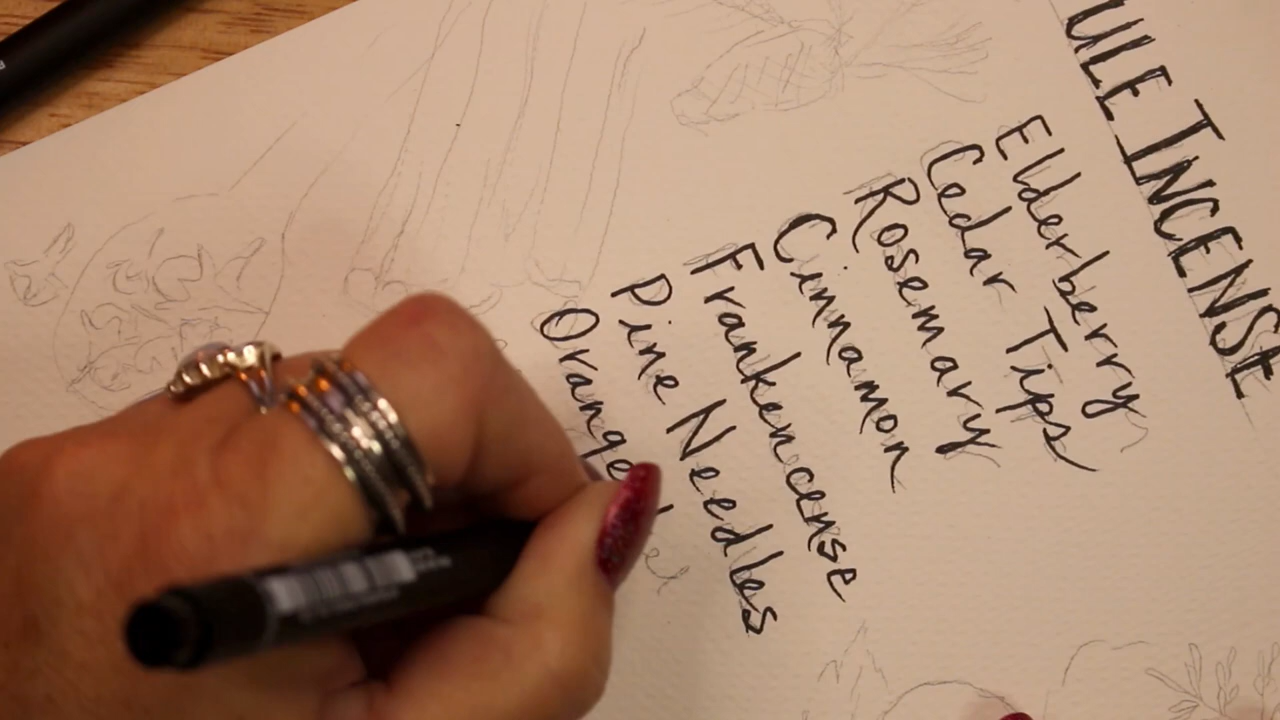 ULE INCENSE
Elderberry
Cedar Tips
Rosemary
Cinnamon
Frankencense
Pine Needles
Orange